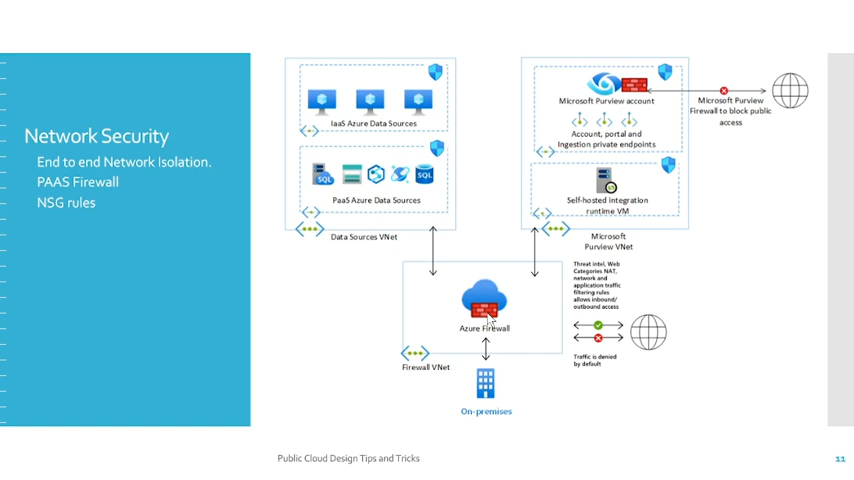 Network Security
End to end Network Isolation.
PAAS Firewall
NSG rules
IaaS Azure Data Sources
SQL
SQL
PaaS Azure Data Sources
Data Sources VNet
Microsoft Purview account
Account, portal and
Ingestion private endpoints
Microsoft Purview
Firewall to block public
access
Self-hosted integration
runtime VM
Microsoft
Purview VNet
Azure Firewall
Firewall VNet
On-premises
Threat intel, Web
Categories NAT,
network and
application traffic
filtering rules
allows inbound/
outbound access
Traffic is denied
by default
Public Cloud Design Tips and Tricks
11